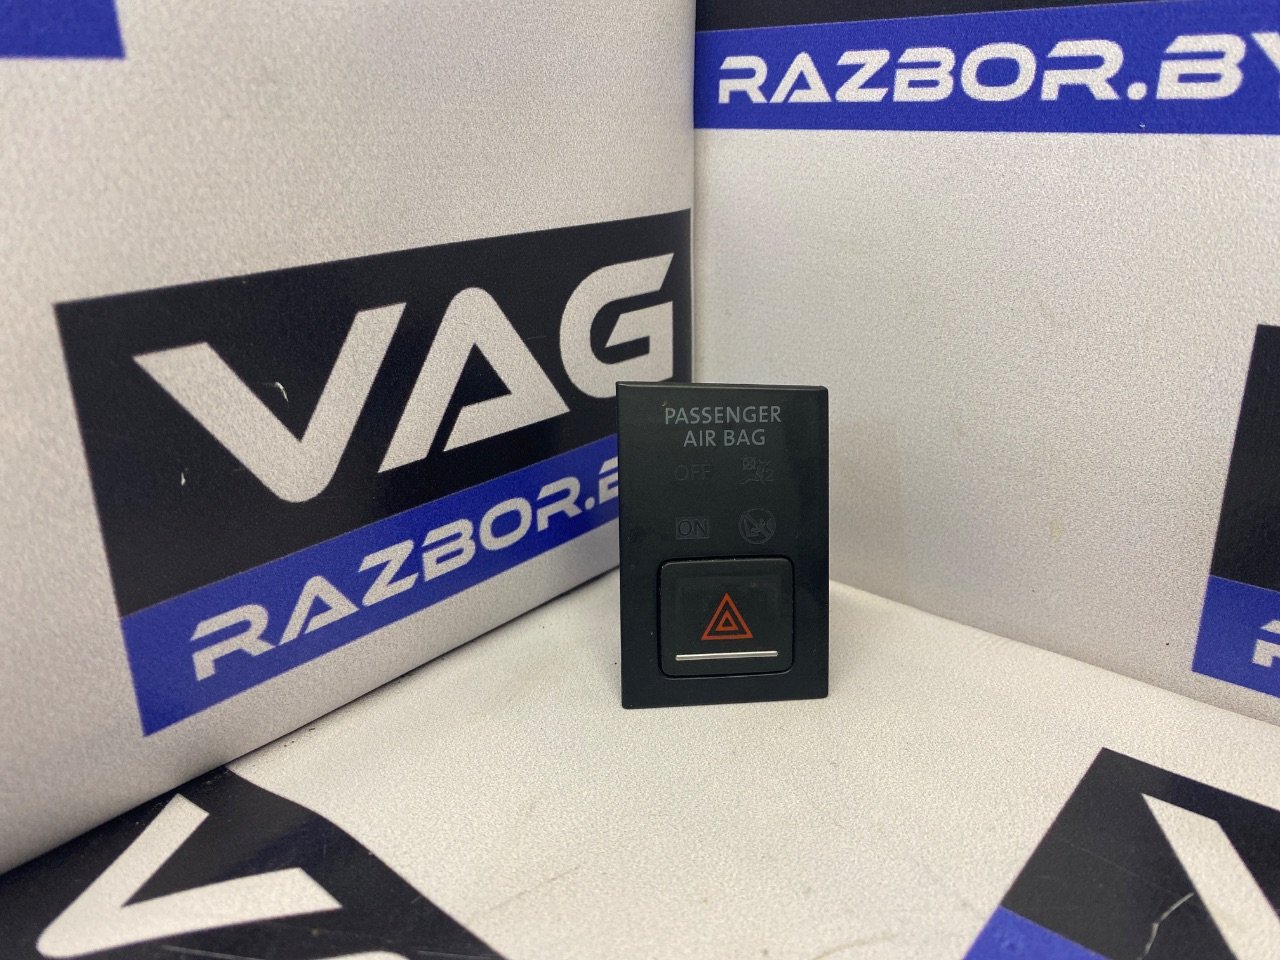 RAZBOR.BY
VAG
RAZBOR.B
PASSENGER
AIR BAG
OFF
ON